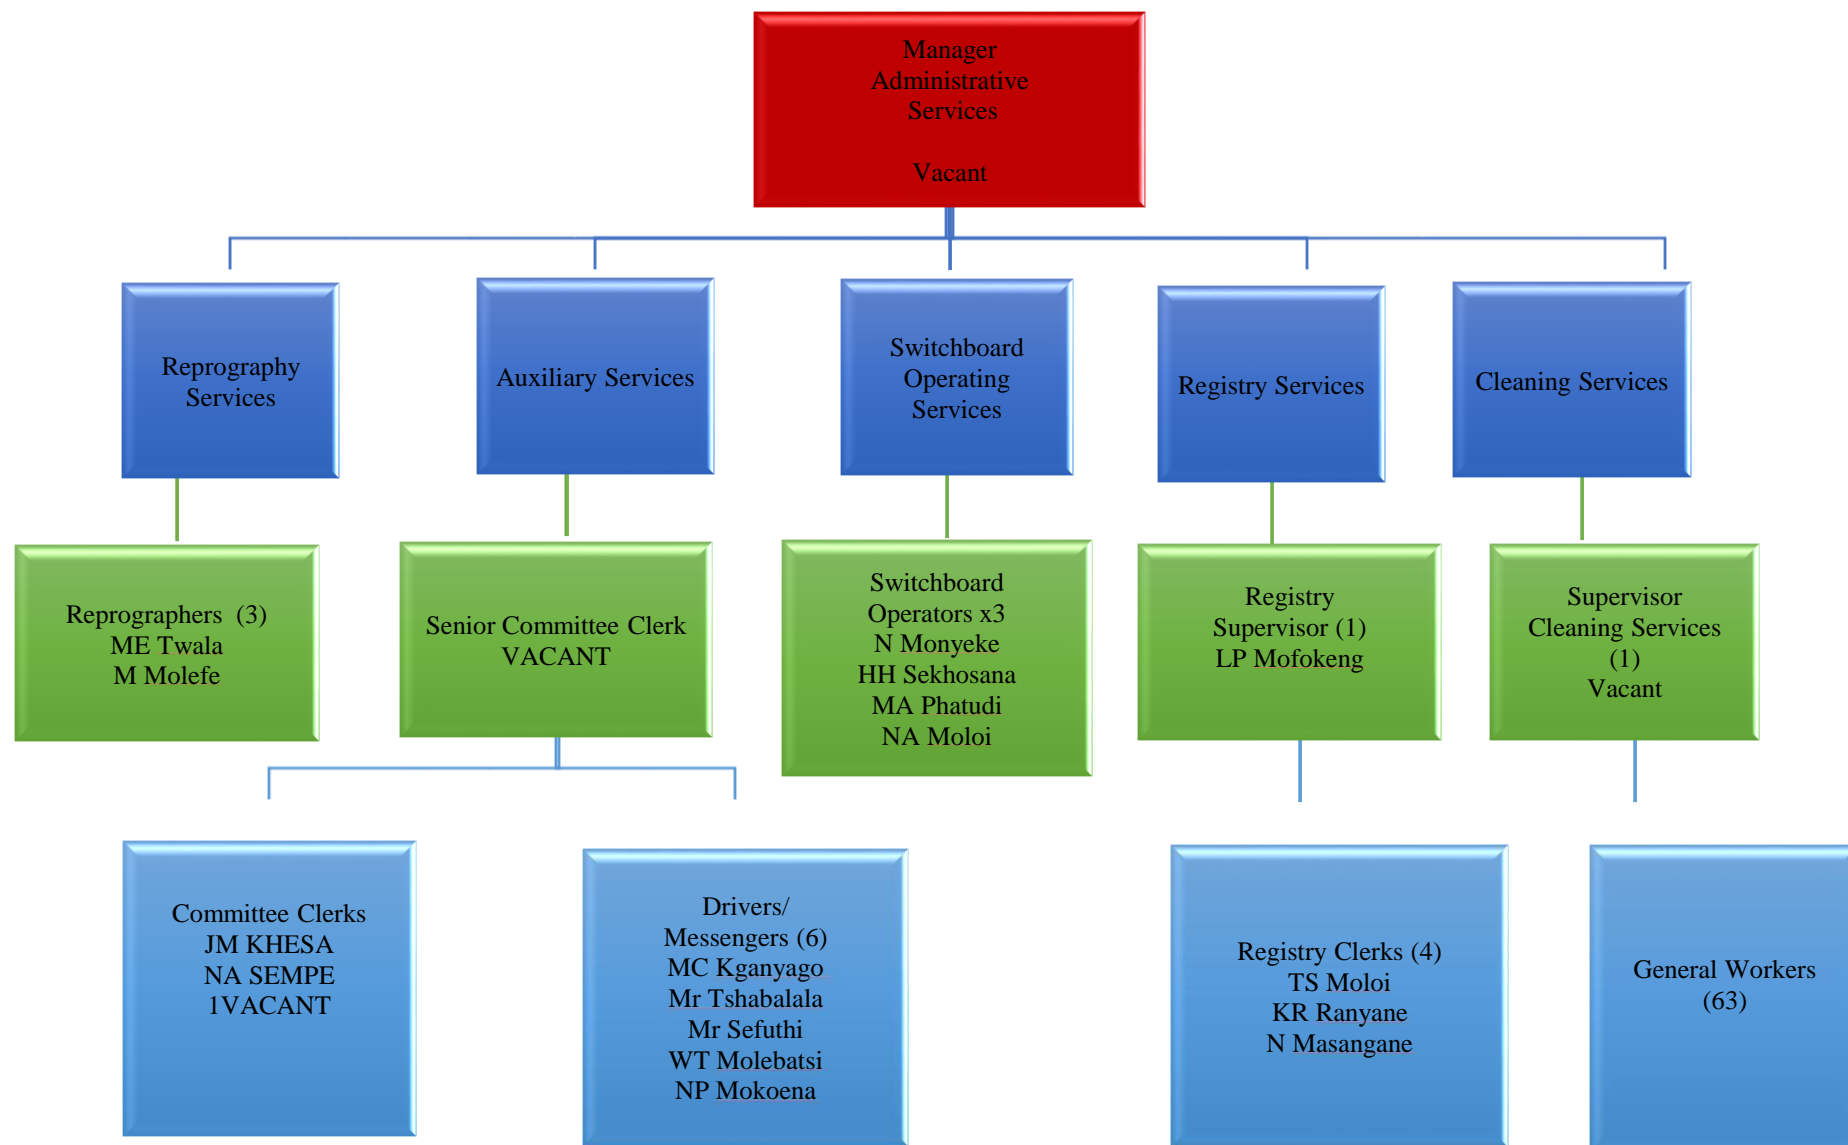 Manager
Administrative
Services
Vacant
Reprography
Services
Auxiliary Services
Switchboard
Operating
Services
Registry Services
Cleaning Services
Reprographers (3)
ME Twala
M Molefe
Senior Committee Clerk
VACANT
Switchboard
Operators x3
N Monyeke
HH Sekhosana
MA Phatudi
NA Moloi
Registry
Supervisor (1)
LP Mofokeng
Supervisor
Cleaning Services
(1)
Vacant
Committee Clerks
JM KHESA
NA SEMPE
1VACANT
Drivers/
Messengers (6)
MC Kganyago
Mr Tshabalala
Mr Sefuthi
WT Molebatsi
NP Mokoena
Registry Clerks (4)
TS Moloi
KR Ranyane
N Masangane
General Workers
(63)